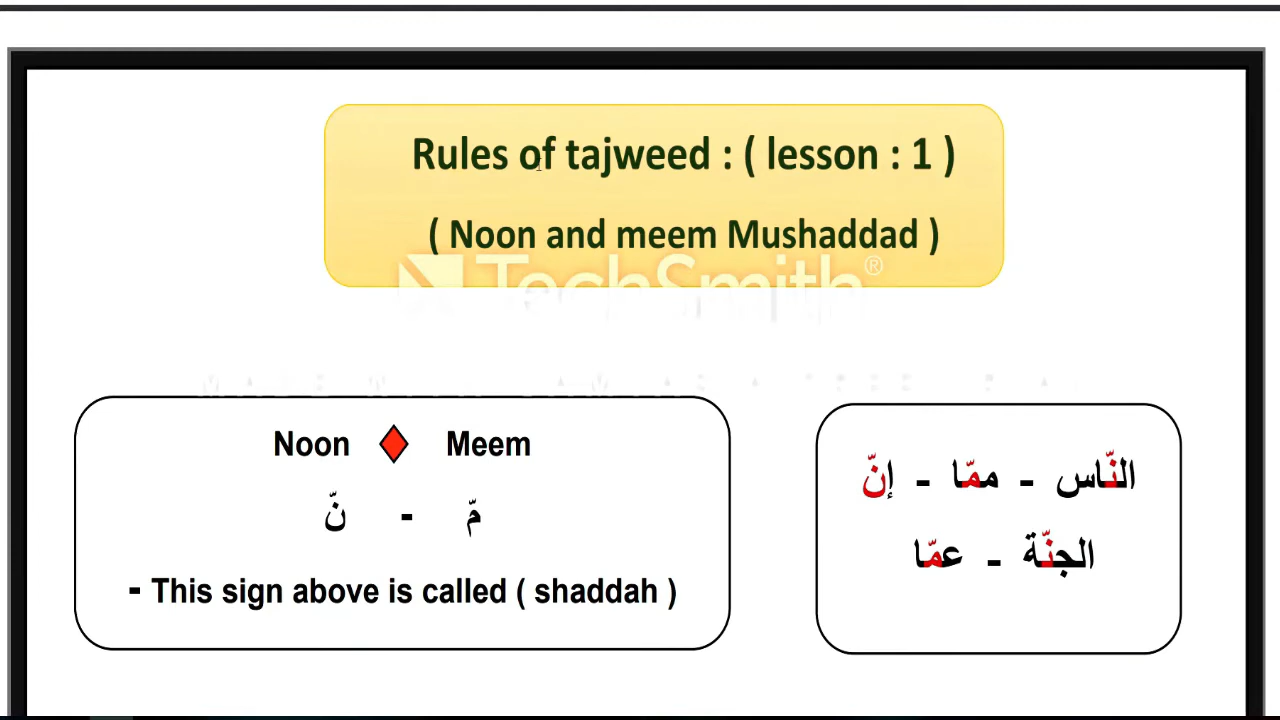 Rules of tajweed : ( lesson : 1 )
( Noon and meem Mushaddad )
TechSmith®
Noon Meem
نّ - مّ
- This sign above is called ( shaddah )
النّاس - ممّا - إنّ
الجنّة - عمّا